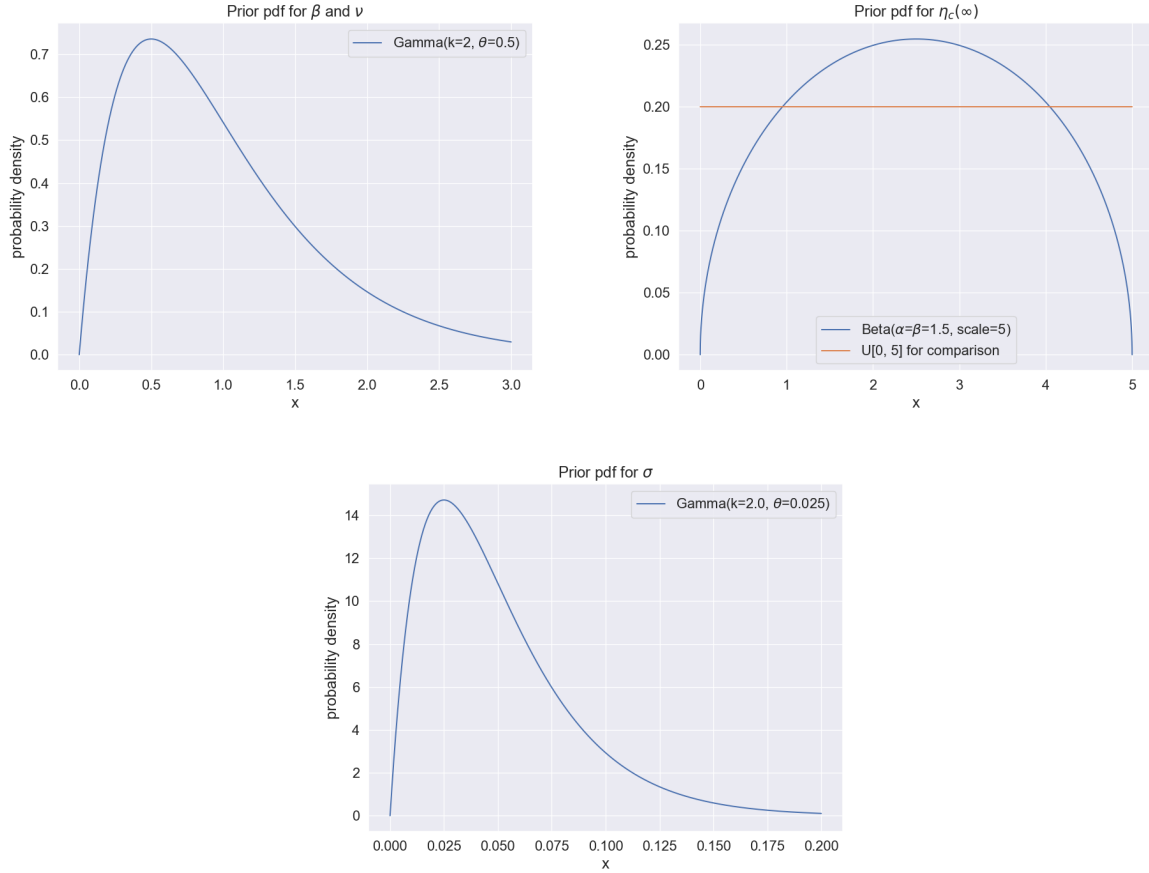 Prior pdf for β and ν
Gamma(k=2, θ=0.5)
probability density
0.7
0.6
0.5
0.4
0.3
0.2
0.1
0.0
0.0 0.5 1.0 1.5 2.0 2.5 3.0
x
Prior pdf for ηc(∞)
probability density
0.25
0.20
0.15
0.10
0.05
0.00
Beta(α=β=1.5, scale=5)
U[0, 5] for comparison
0 1 2 3 4 5
x
Prior pdf for σ
Gamma(k=2.0, θ=0.025)
probability density
14
12
10
8
6
4
2
0
0.000 0.025 0.050 0.075 0.100 0.125 0.150 0.175 0.200
x